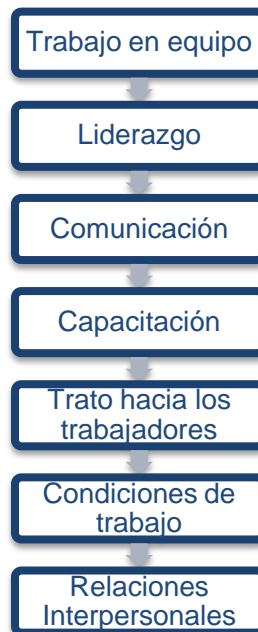 Trabajo en equipo
Liderazgo
Comunicación
Capacitación
Trato hacia los
trabajadores
Condiciones de
trabajo
Relaciones
Interpersonales